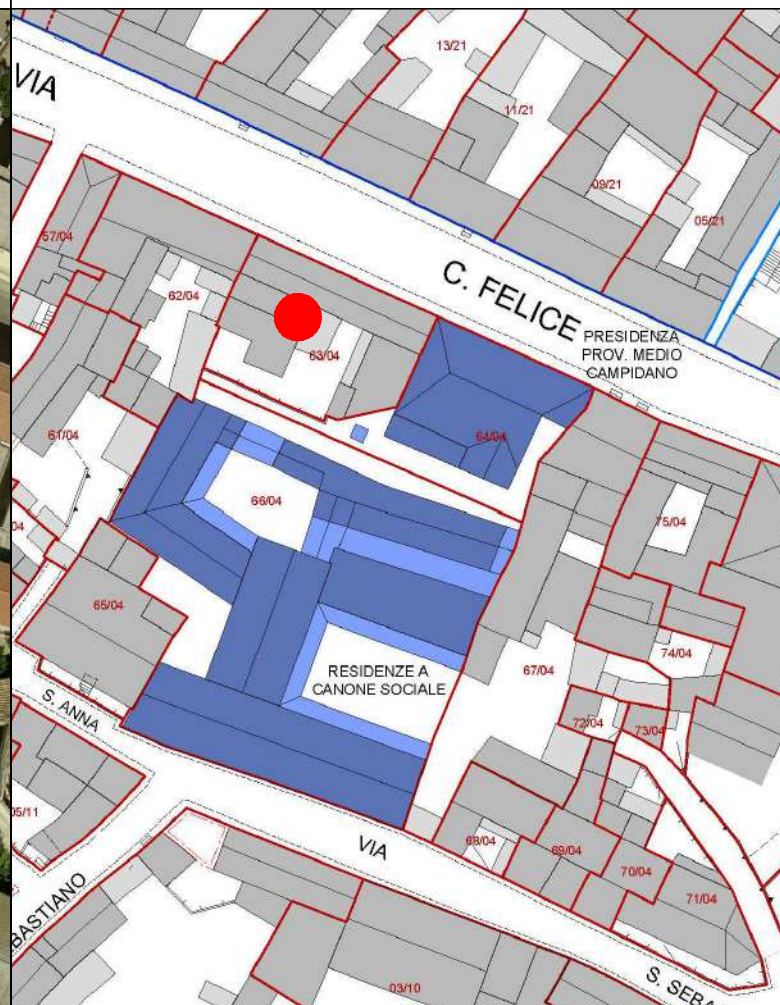 VIA
13/21
11/21
09/21
05/21
57/04
62/04
C. FELICE
PRESIDENZA
PROV. MEDIO
CAMPIDANO
63/04
64/04
61/04
66/04
75/04
65/04
RESIDENZE A
CANONE SOCIALE
67/04
74/04
S. ANNA
72/04
73/04
05/11
VIA
68/04
69/04
70/04
71/04
BASTIANO
03/10
S. SEBA